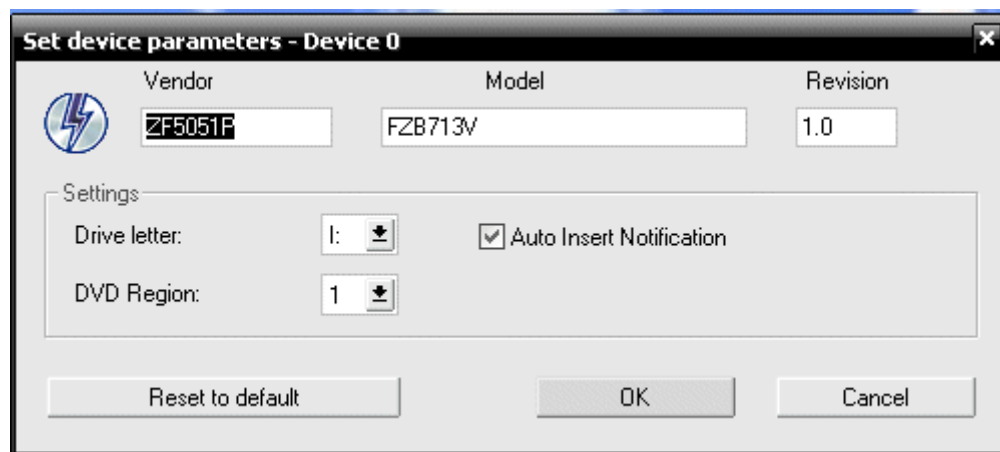 Set device parameters - Device 0
Vendor Model Revision
ZF5051P FZB713V 1.0
Settings
Drive letter: I: Auto Insert Notification
DVD Region: 1
Reset to default OK Cancel